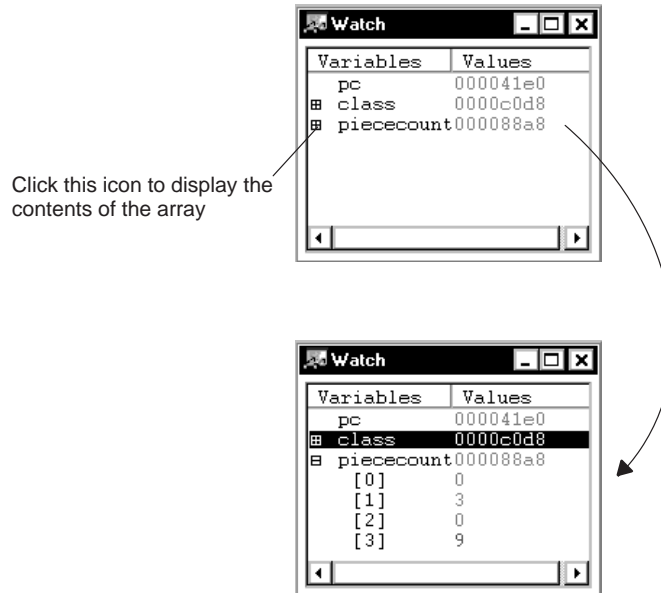 Watch
Variables Values
pc 000041e0
class 0000c0d8
piececount 000088a8
Click this icon to display the
contents of the array
Watch
Variables Values
pc 000041e0
class 0000c0d8
piececount 000088a8
[0] 0
[1] 3
[2] 0
[3] 9